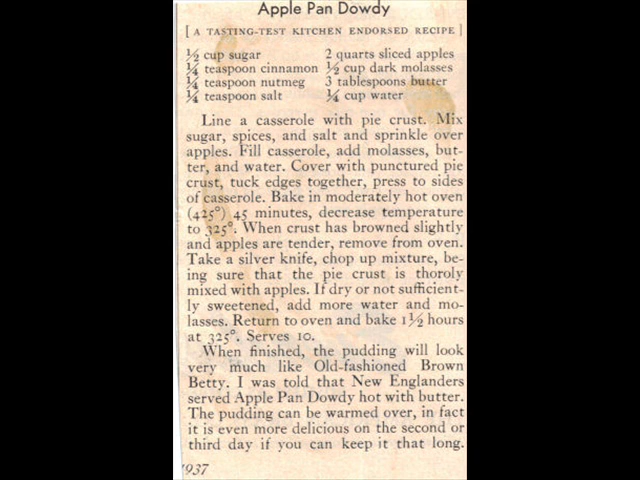 Apple Pan Dowdy
[ A TASTING-TEST KITCHEN ENDORSED RECIPE ]
½ cup sugar 2 quarts sliced apples
¼ teaspoon cinnamon ½ cup dark molasses
¼ teaspoon nutmeg 3 tablespoons butter
¼ teaspoon salt ¼ cup water
Line a casserole with pie crust. Mix
sugar, spices, and salt and sprinkle over
apples. Fill casserole, add molasses, but-
ter, and water. Cover with punctured pie
crust, tuck edges together, press to sides
of casserole. Bake in moderately hot oven
(425°) 45 minutes, decrease temperature
to 325°. When crust has browned slightly
and apples are tender, remove from oven.
Take a silver knife, chop up mixture, be-
ing sure that the pie crust is thoroly
mixed with apples. If dry or not sufficient-
ly sweetened, add more water and mo-
lasses. Return to oven and bake 1½ hours
at 325°. Serves 10.
When finished, the pudding will look
very much like Old-fashioned Brown
Betty. I was told that New Englanders
served Apple Pan Dowdy hot with butter.
The pudding can be warmed over, in fact
it is even more delicious on the second or
third day if you can keep it that long.
1937